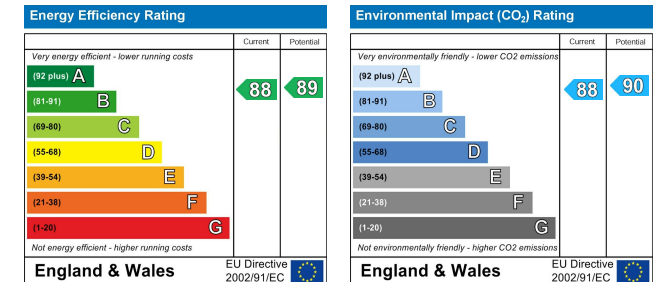 Energy Efficiency Rating
Current Potential
Very energy efficient - lower running costs
(92 plus) A
(81-91) B
88 89
(69-80) C
(55-68) D
(39-54) E
(21-38) F
(1-20) G
Not energy efficient - higher running costs
England & Wales
EU Directive
2002/91/EC
Environmental Impact (CO₂) Rating
Current Potential
Very environmentally friendly - lower CO2 emissions
(92 plus) A
(81-91) B
88 90
(69-80) C
(55-68) D
(39-54) E
(21-38) F
(1-20) G
Not environmentally friendly - higher CO2 emissions
England & Wales
EU Directive
2002/91/EC